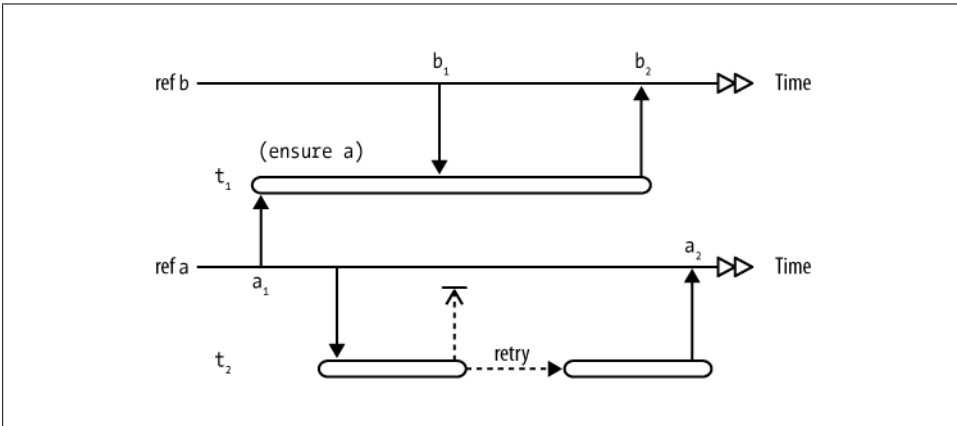 b₁ b₂
ref b Time
(ensure a)
t₁
ref a a₂ Time
a₁
t₂ retry